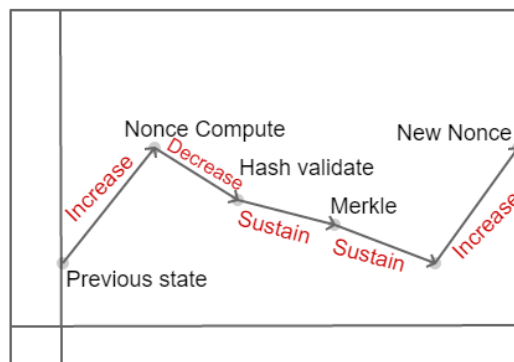 Nonce Compute
New Nonce
Decrease
Hash validate
Increase
Merkle
Sustain
Sustain
Increase
Previous state